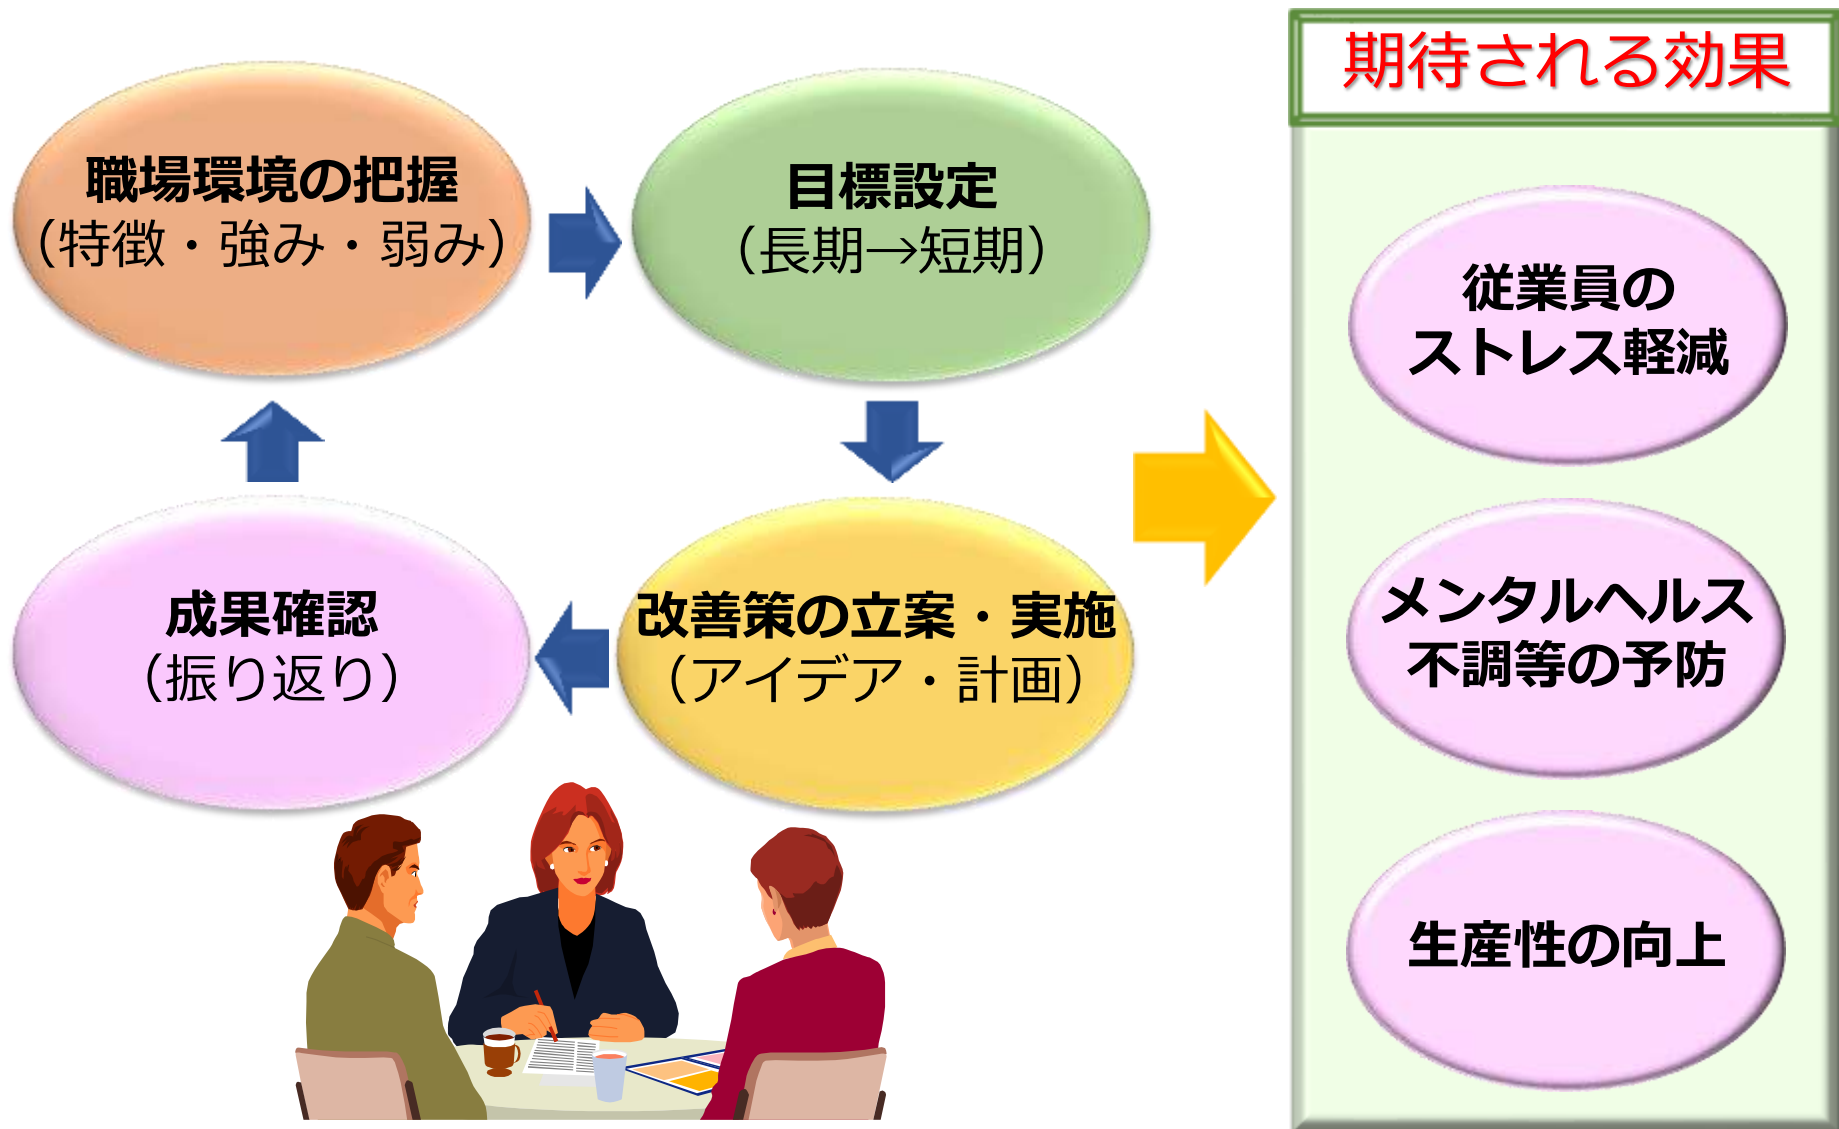 職場環境の把握
（特徴・強み・弱み）
目標設定
（長期→短期）
改善策の立案・実施
（アイデア・計画）
成果確認
（振り返り）
期待される効果
従業員の
ストレス軽減
メンタルヘルス
不調等の予防
生産性の向上